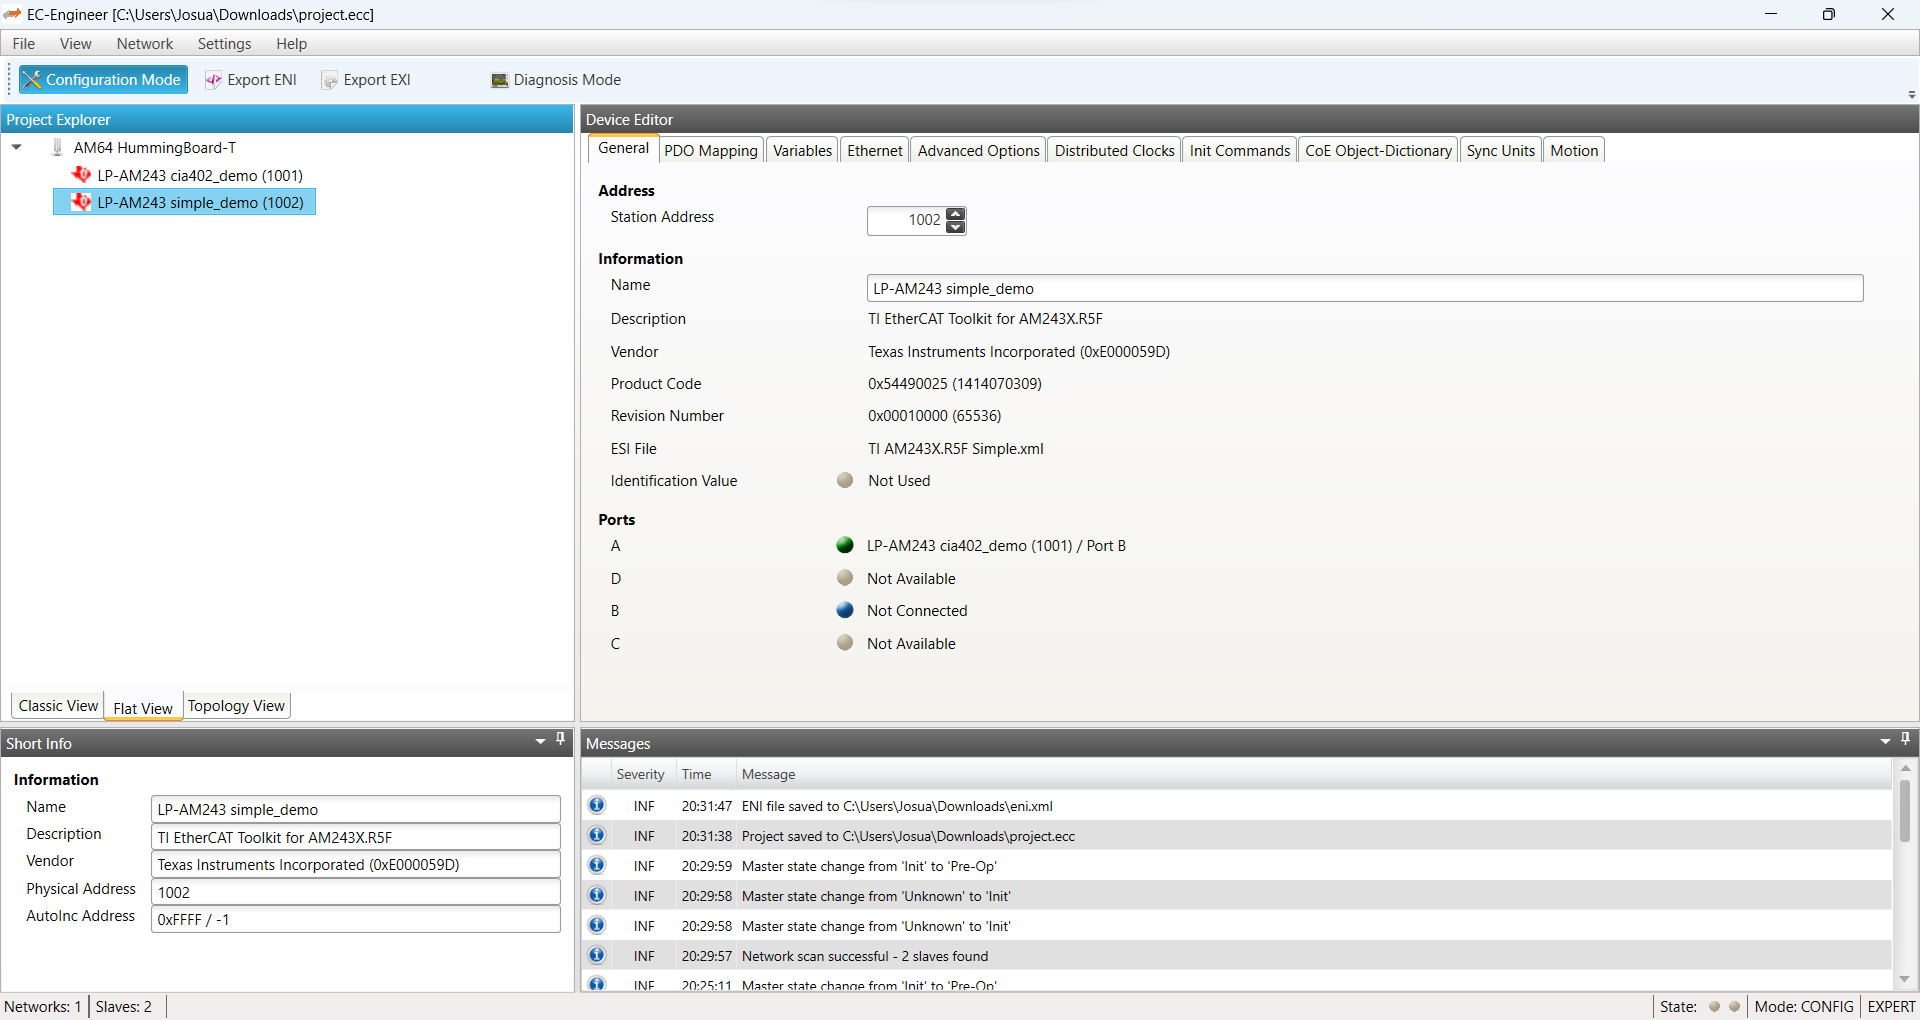 EC-Engineer [C:\Users\Josua\Downloads\project.ecc]
File View Network Settings Help
Configuration Mode Export ENI Export EXI Diagnosis Mode
Project Explorer
AM64 HummingBoard-T
LP-AM243 cia402_demo (1001)
LP-AM243 simple_demo (1002)
Classic View Flat View Topology View
Device Editor
General PDO Mapping Variables Ethernet Advanced Options Distributed Clocks Init Commands CoE Object-Dictionary Sync Units Motion
Address
Station Address 1002
Information
Name LP-AM243 simple_demo
Description TI EtherCAT Toolkit for AM243X.R5F
Vendor Texas Instruments Incorporated (0xE000059D)
Product Code 0x54490025 (1414070309)
Revision Number 0x00010000 (65536)
ESI File TI AM243X.R5F Simple.xml
Identification Value Not Used
Ports
A LP-AM243 cia402_demo (1001) / Port B
D Not Available
B Not Connected
C Not Available
Short Info
Information
Name LP-AM243 simple_demo
Description TI EtherCAT Toolkit for AM243X.R5F
Vendor Texas Instruments Incorporated (0xE000059D)
Physical Address 1002
AutoInc Address 0xFFFF / -1
Messages
Severity Time Message
INF 20:31:47 ENI file saved to C:\Users\Josua\Downloads\eni.xml
INF 20:31:38 Project saved to C:\Users\Josua\Downloads\project.ecc
INF 20:29:59 Master state change from 'Init' to 'Pre-Op'
INF 20:29:58 Master state change from 'Unknown' to 'Init'
INF 20:29:58 Master state change from 'Unknown' to 'Init'
INF 20:29:57 Network scan successful - 2 slaves found
INF 20:25:11 Master state change from 'Init' to 'Pre-Op'
Networks: 1 Slaves: 2 State: Mode: CONFIG EXPERT